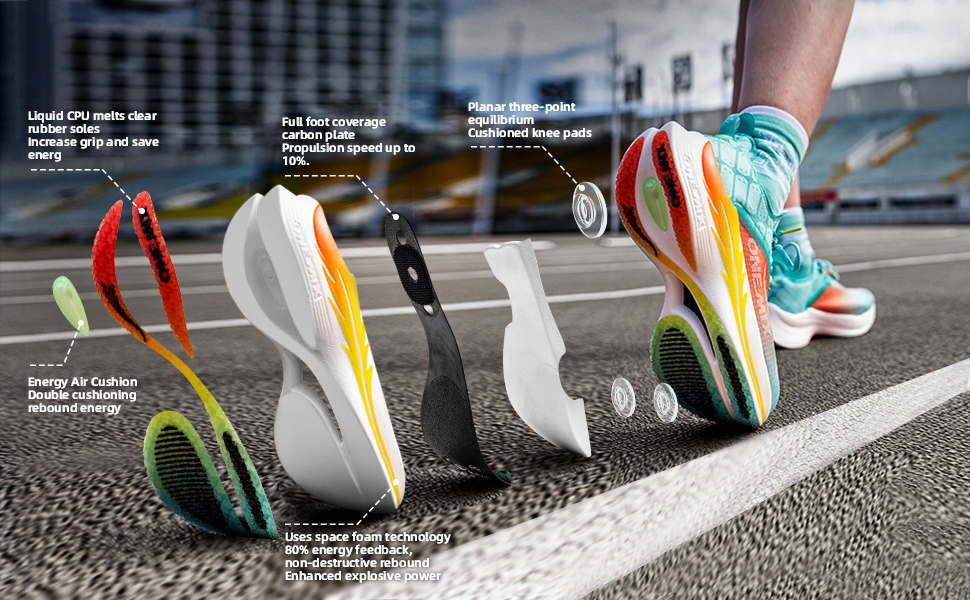 Liquid CPU melts clear
rubber soles
Increase grip and save
energ
Full foot coverage
carbon plate
Propulsion speed up to
10%.
Planar three-point
equilibrium
Cushioned knee pads
Energy Air Cushion
Double cushioning
rebound energy
Uses space foam technology
80% energy feedback,
non-destructive rebound
Enhanced explosive power